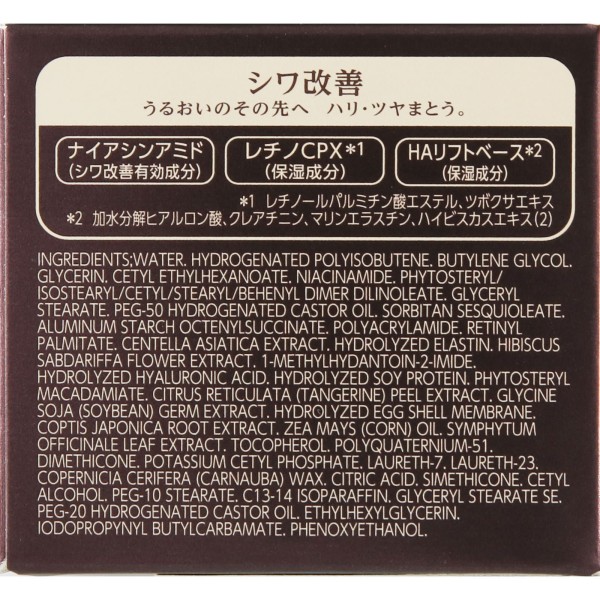 シワ改善
うるおいのその先へ ハリ・ツヤまとう。
ナイアシンアミド
(シワ改善有効成分)
レチノCPX*1
(保湿成分)
HAリフトベース*2
(保湿成分)
*1 レチノールパルミチン酸エステル、ツボクサエキス
*2 加水分解ヒアルロン酸、クレアチニン、マリンエラスチン、ハイビスカスエキス(2)
INGREDIENTS;WATER. HYDROGENATED POLYISOBUTENE. BUTYLENE GLYCOL.
GLYCERIN. CETYL ETHYLHEXANOATE. NIACINAMIDE. PHYTOSTERYL/
ISOSTEARYL/CETYL/STEARYL/BEHENYL DIMER DILINOLEATE. GLYCERYL
STEARATE. PEG-50 HYDROGENATED CASTOR OIL. SORBITAN SESQUIOLEATE.
ALUMINUM STARCH OCTENYLSUCCINATE. POLYACRYLAMIDE. RETINYL
PALMITATE. CENTELLA ASIATICA EXTRACT. HYDROLYZED ELASTIN. HIBISCUS
SABDARIFFA FLOWER EXTRACT. 1-METHYLHYDANTOIN-2-IMIDE.
HYDROLYZED HYALURONIC ACID. HYDROLYZED SOY PROTEIN. PHYTOSTERYL
MACADAMIATE. CITRUS RETICULATA (TANGERINE) PEEL EXTRACT. GLYCINE
SOJA (SOYBEAN) GERM EXTRACT. HYDROLYZED EGG SHELL MEMBRANE.
COPTIS JAPONICA ROOT EXTRACT. ZEA MAYS (CORN) OIL. SYMPHYTUM
OFFICINALE LEAF EXTRACT. TOCOPHEROL. POLYQUATERNIUM-51.
DIMETHICONE. POTASSIUM CETYL PHOSPHATE. LAURETH-7. LAURETH-23.
COPERNICIA CERIFERA (CARNAUBA) WAX. CITRIC ACID. SIMETHICONE. CETYL
ALCOHOL. PEG-10 STEARATE. C13-14 ISOPARAFFIN. GLYCERYL STEARATE SE.
PEG-20 HYDROGENATED CASTOR OIL. ETHYLHEXYLGLYCERIN.
IODOPROPYNYL BUTYLCARBAMATE. PHENOXYETHANOL.